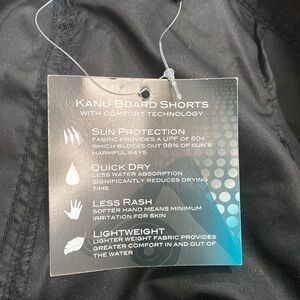 KANU BOARD SHORTS
WITH COMFORT TECHNOLOGY
SUN PROTECTION
FABRIC PROVIDES A UPF OF 50+
WHICH BLOCKS OUT 98% OF SUN'S
HARMFUL RAYS
QUICK DRY
LESS WATER ABSORPTION
SIGNIFICANTLY REDUCES DRYING
TIME
LESS RASH
SOFTER HAND MEANS MINIMUM
IRRITATION FOR SKIN
LIGHTWEIGHT
LIGHTER WEIGHT FABRIC PROVIDES
GREATER COMFORT IN AND OUT OF
THE WATER